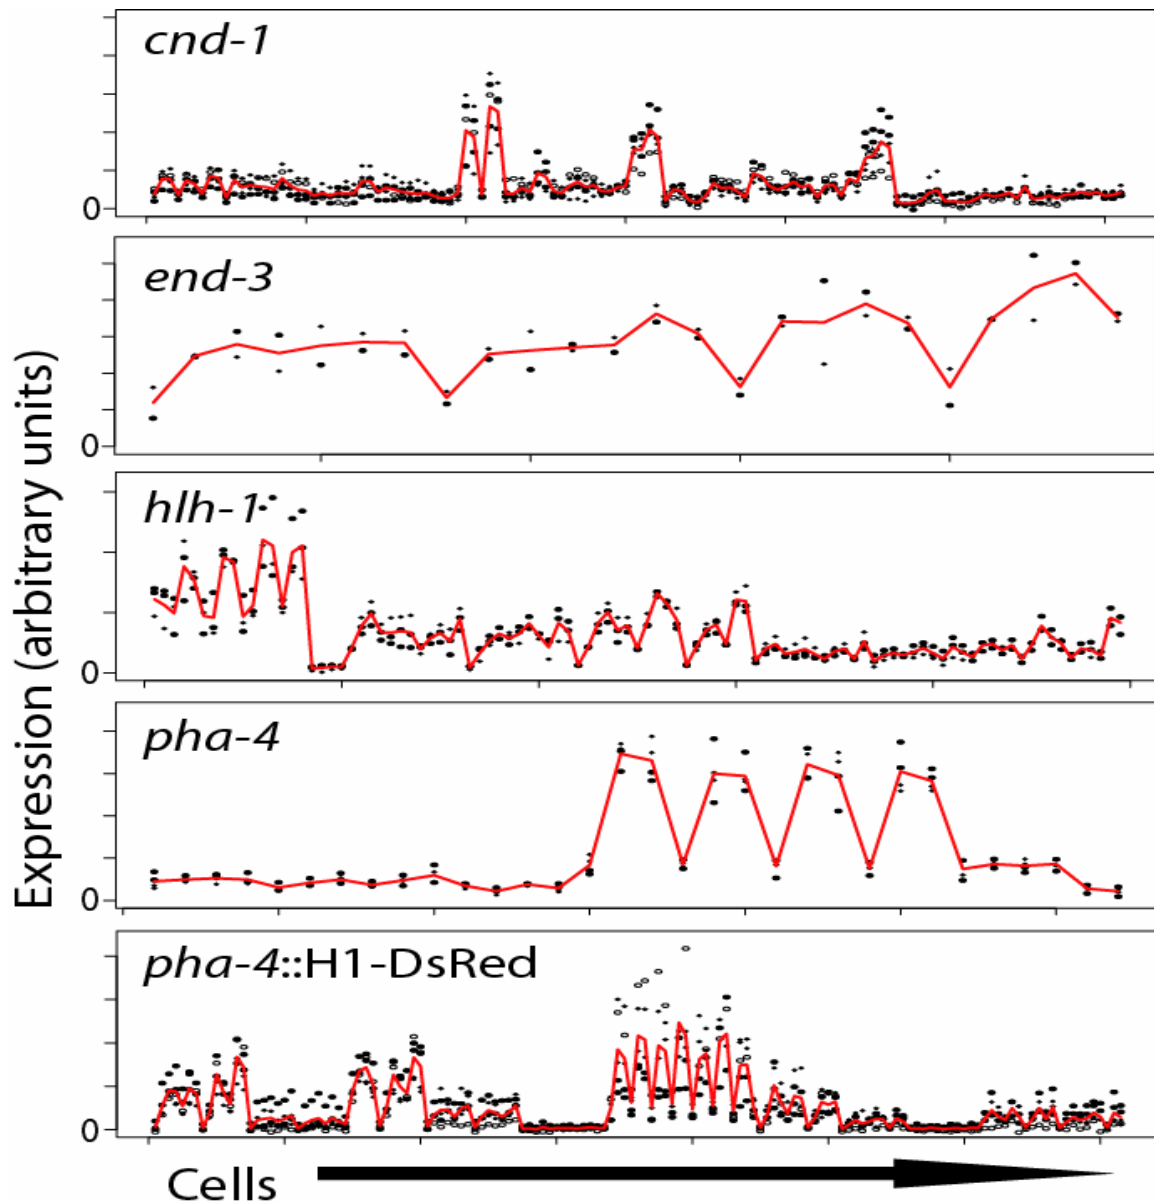 cnd-1
0
end-3
0
hlh-1
0
pha-4
0
pha-4::H1-DsRed
0
Expression (arbitrary units)
Cells